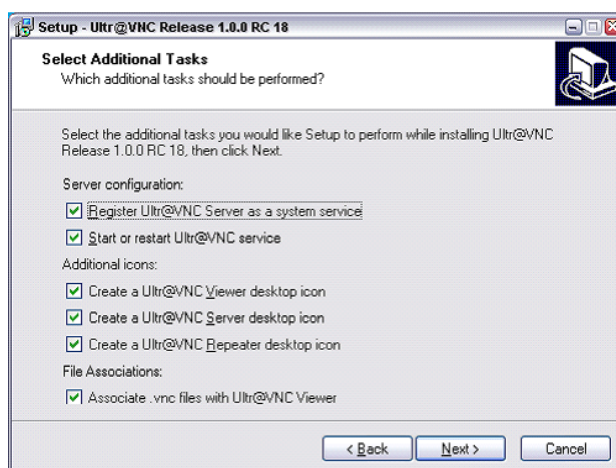 Setup - Ultr@VNC Release 1.0.0 RC 18
Select Additional Tasks
Which additional tasks should be performed?
Select the additional tasks you would like Setup to perform while installing Ultr@VNC
Release 1.0.0 RC 18, then click Next.
Server configuration:
Register Ultr@VNC Server as a system service
Start or restart Ultr@VNC service
Additional icons:
Create a Ultr@VNC Viewer desktop icon
Create a Ultr@VNC Server desktop icon
Create a Ultr@VNC Repeater desktop icon
File Associations:
Associate .vnc files with Ultr@VNC Viewer
< Back Next > Cancel